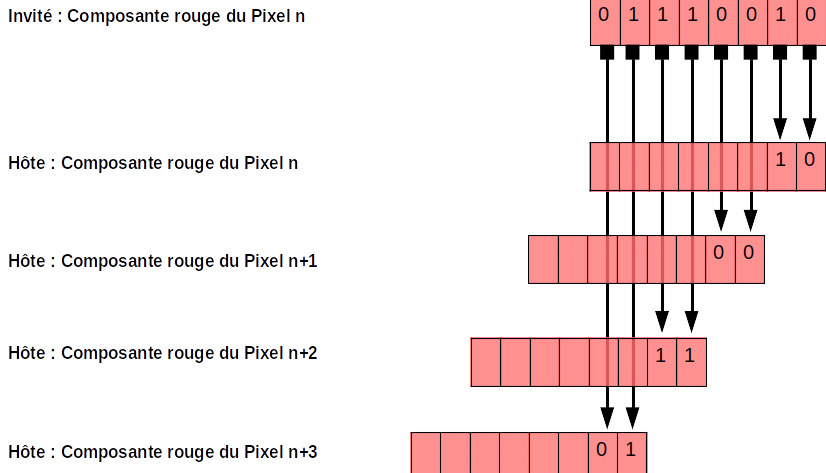 Invité : Composante rouge du Pixel n 0 1 1 1 0 0 1 0
Hôte : Composante rouge du Pixel n 1 0
Hôte : Composante rouge du Pixel n+1 0 0
Hôte : Composante rouge du Pixel n+2 1 1
Hôte : Composante rouge du Pixel n+3 0 1